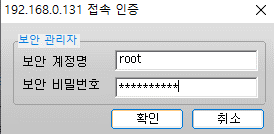 192.168.0.131 접속 인증
보안 관리자
보안 계정명 root
보안 비밀번호 **********
확인 취소